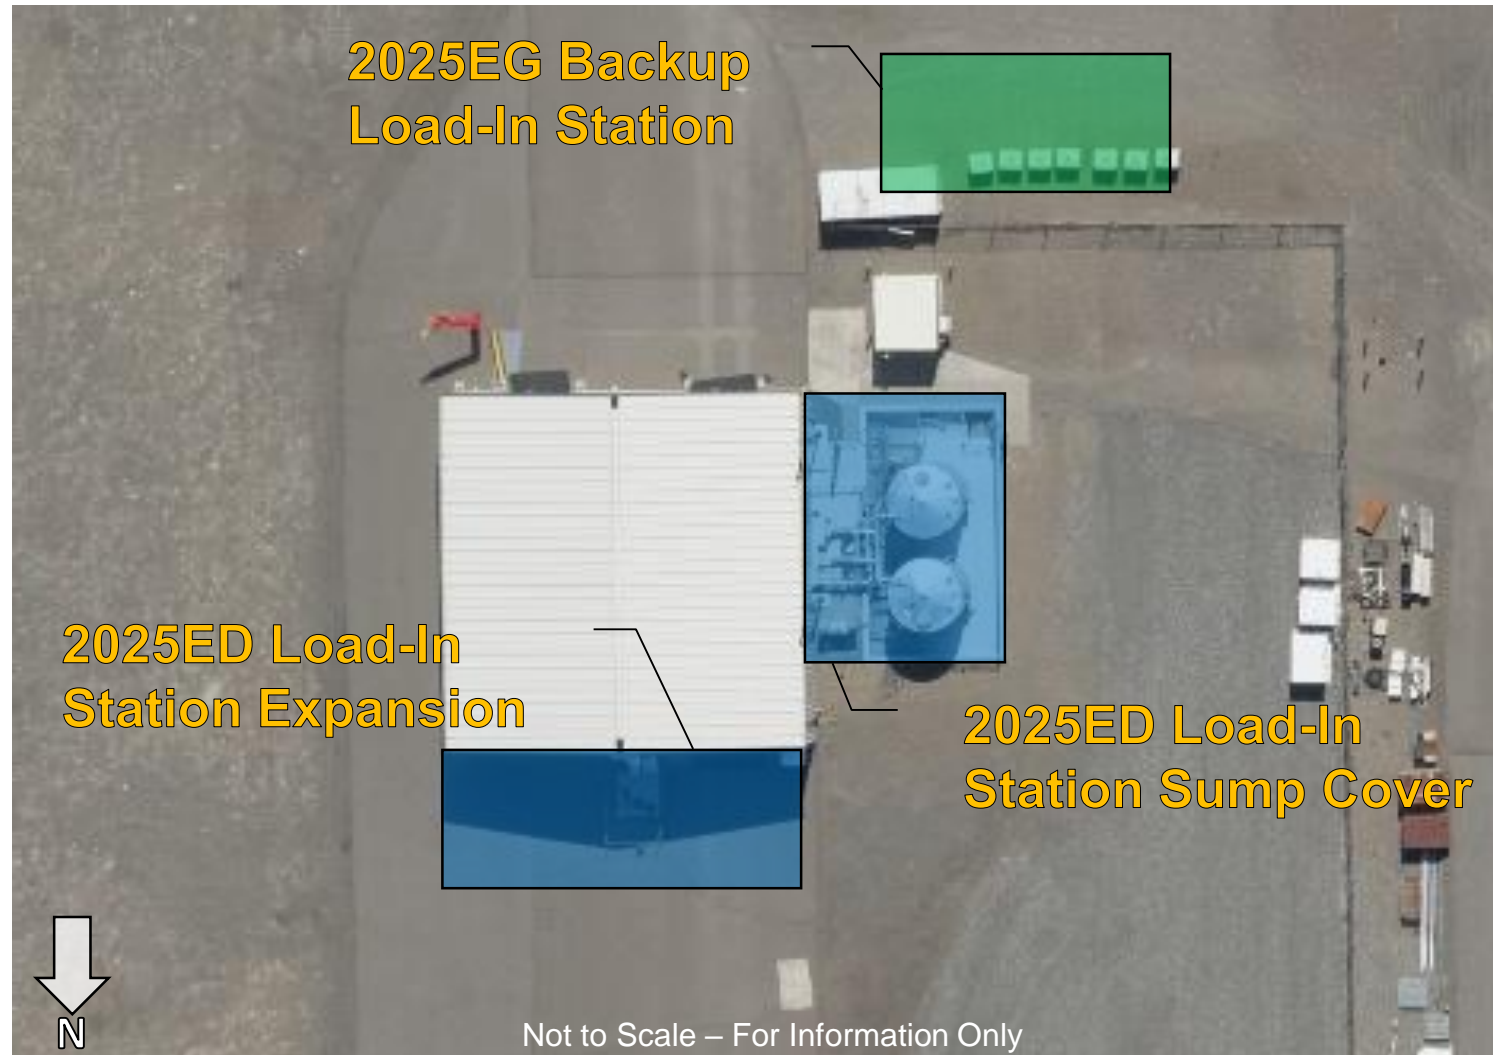 2025EG Backup
Load-In Station
2025ED Load-In
Station Expansion
2025ED Load-In
Station Sump Cover
N
Not to Scale – For Information Only